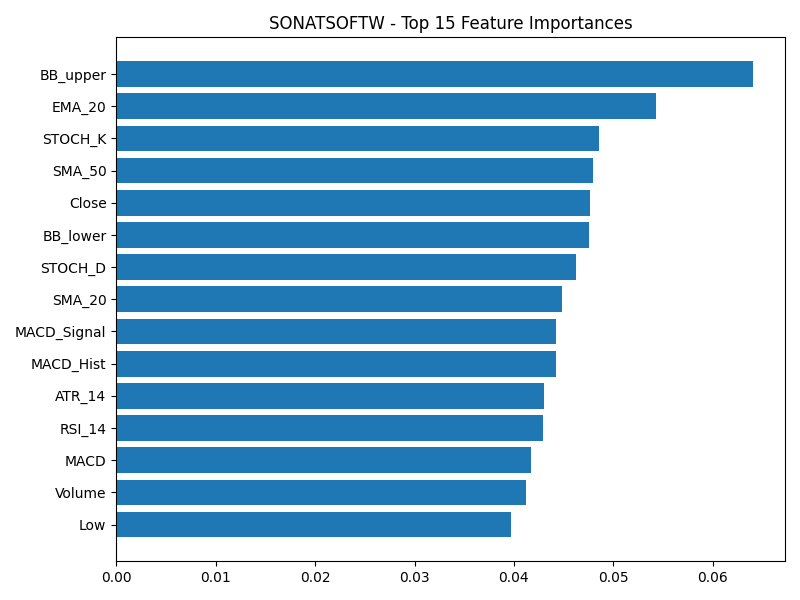 SONATSOFTW - Top 15 Feature Importances
BB_upper
EMA_20
STOCH_K
SMA_50
Close
BB_lower
STOCH_D
SMA_20
MACD_Signal
MACD_Hist
ATR_14
RSI_14
MACD
Volume
Low
0.00 0.01 0.02 0.03 0.04 0.05 0.06